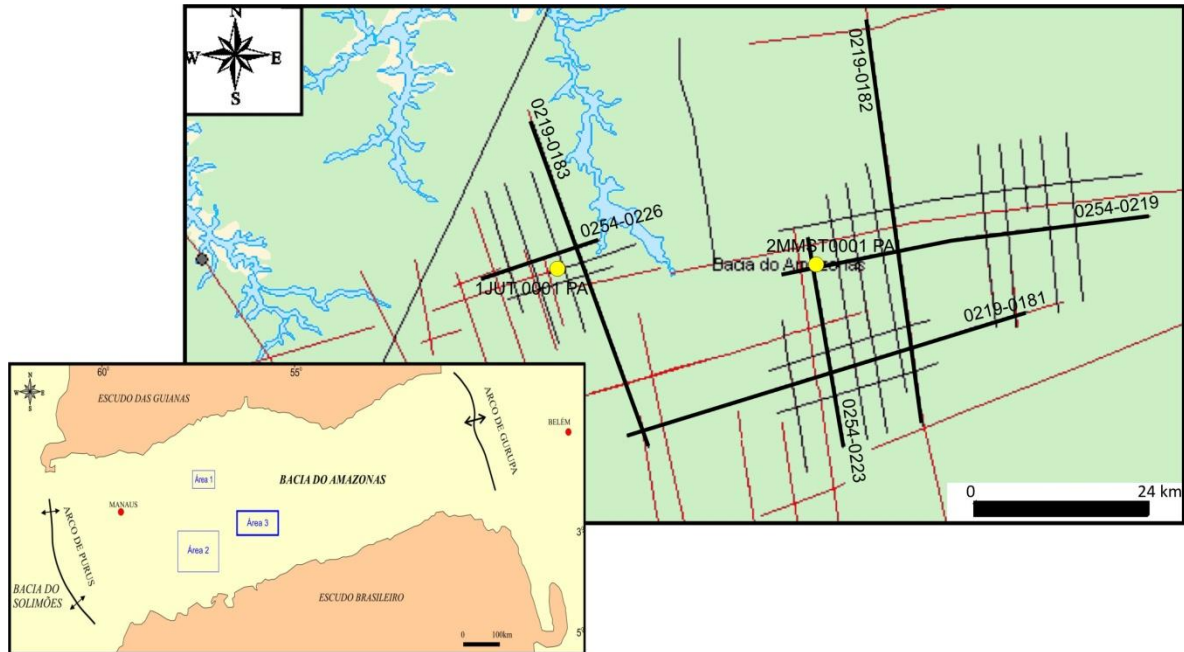 N
W E
S
0219-0183
0254-0226
1JUT 0001 PA
0219-0182
2MMST0001 PA
Bacia do Amazonas
0254-0219
0219-0181
0254-0223
0 24 km
60°
55°
N
W E
S
ESCUDO DAS GUIANAS
ARCO DE GURUPA
BELÉM
BACIA DO AMAZONAS
Área 1
MANAUS
Área 3
Área 2
3°
ARCO DE PURUS
BACIA DO
SOLIMÕES
ESCUDO BRASILEIRO
0 100km
5°